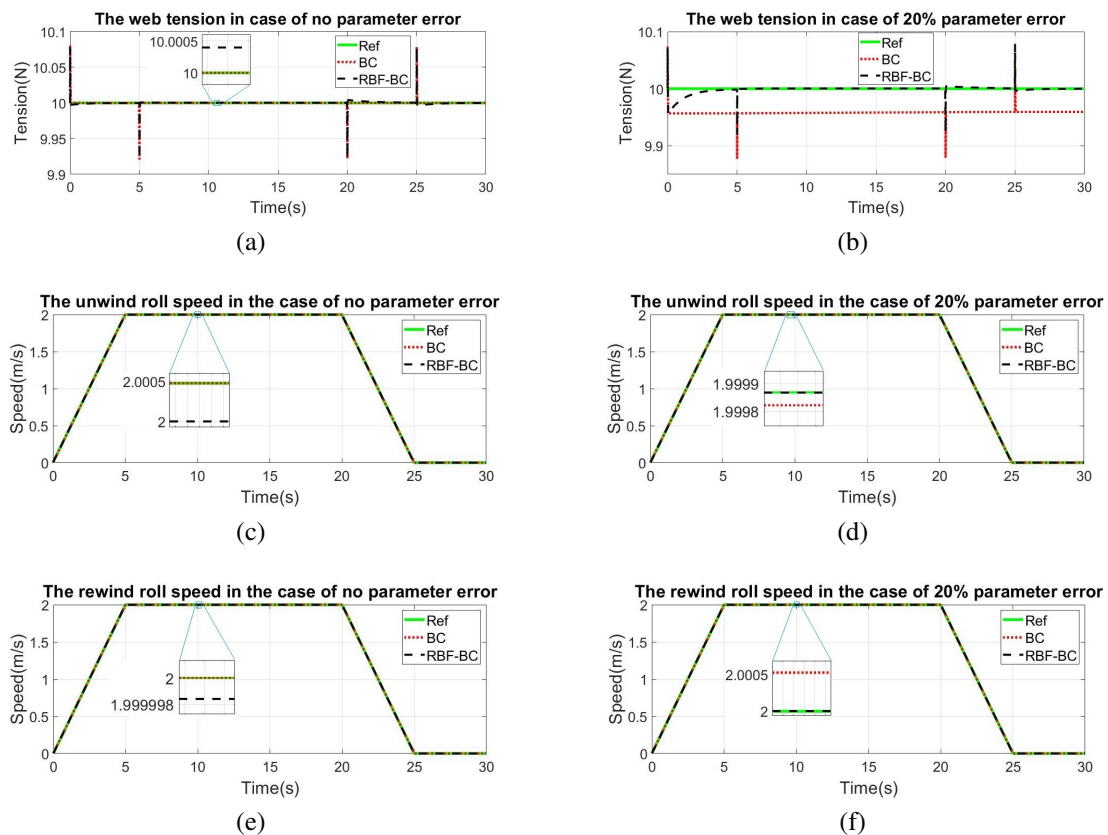 The web tension in case of no parameter error
10.1
10.05
10
9.95
9.9
Tension(N)
10.0005
10
Ref
BC
RBF-BC
0 5 10 15 20 25 30
Time(s)
(a)
The web tension in case of 20% parameter error
10.1
10
9.9
Tension(N)
Ref
BC
RBF-BC
0 5 10 15 20 25 30
Time(s)
(b)
The unwind roll speed in the case of no parameter error
2
1.5
1
0.5
0
Speed(m/s)
2.0005
2
Ref
BC
RBF-BC
0 5 10 15 20 25 30
Time(s)
(c)
The unwind roll speed in the case of 20% parameter error
2
1.5
1
0.5
0
Speed(m/s)
1.9999
1.9998
Ref
BC
RBF-BC
0 5 10 15 20 25 30
Time(s)
(d)
The rewind roll speed in the case of no parameter error
2
1.5
1
0.5
0
Speed(m/s)
2
1.999998
Ref
BC
RBF-BC
0 5 10 15 20 25 30
Time(s)
(e)
The rewind roll speed in the case of 20% parameter error
2
1.5
1
0.5
0
Speed(m/s)
2.0005
2
Ref
BC
RBF-BC
0 5 10 15 20 25 30
Time(s)
(f)